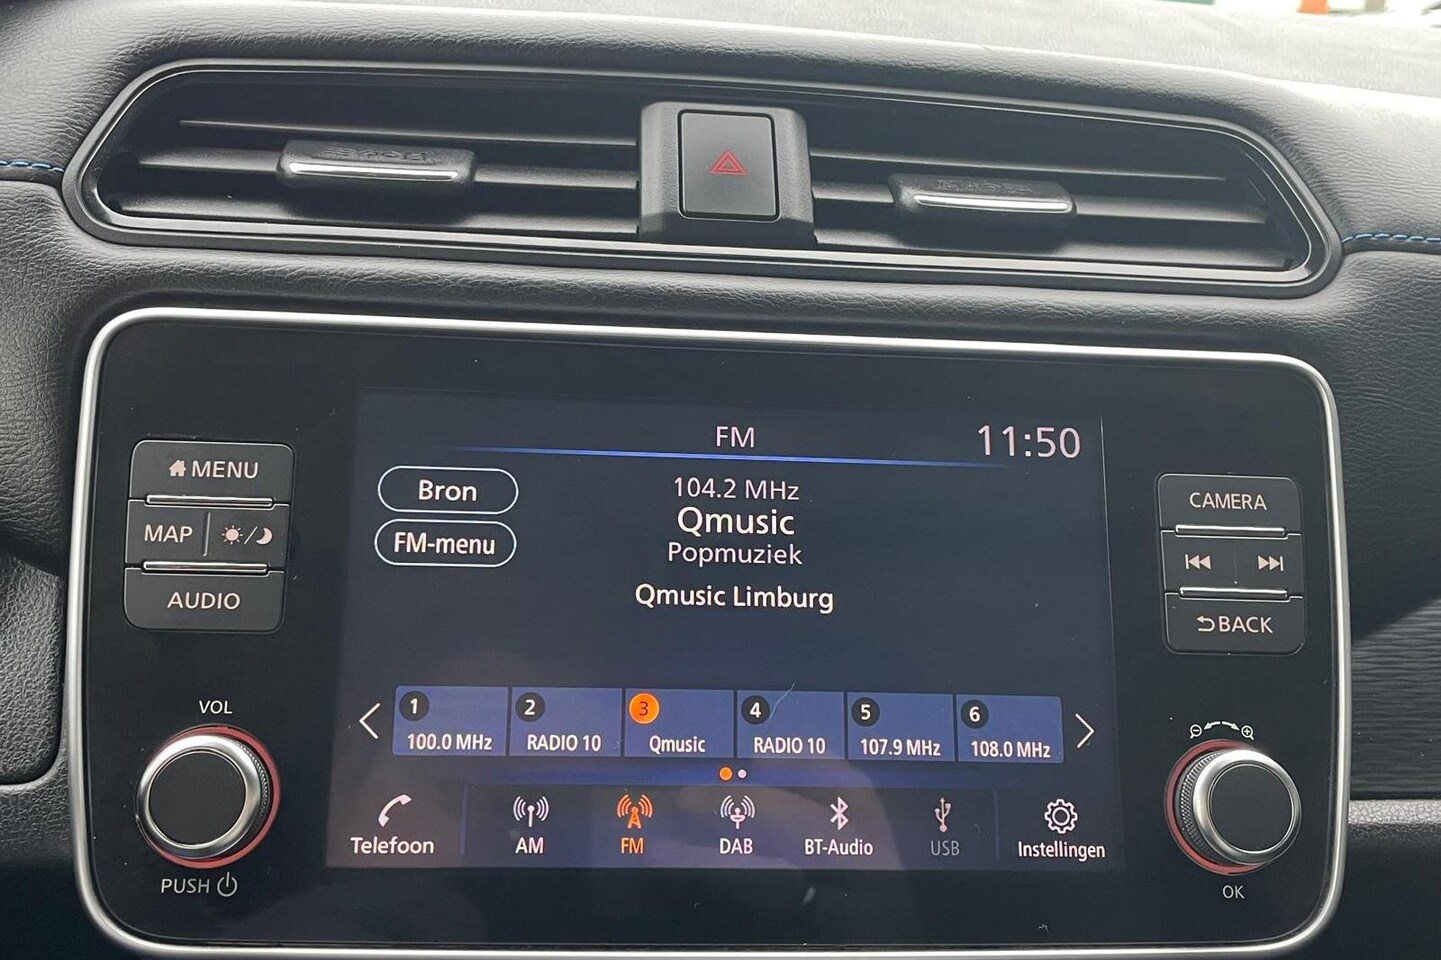 FM
11:50
MENU
MAP
AUDIO
Bron
FM-menu
104.2 MHz
Qmusic
Popmuziek
Qmusic Limburg
CAMERA
BACK
VOL
PUSH
1
100.0 MHz
2
RADIO 10
3
Qmusic
4
RADIO 10
5
107.9 MHz
6
108.0 MHz
Telefoon
AM
FM
DAB
BT-Audio
USB
Instellingen
OK